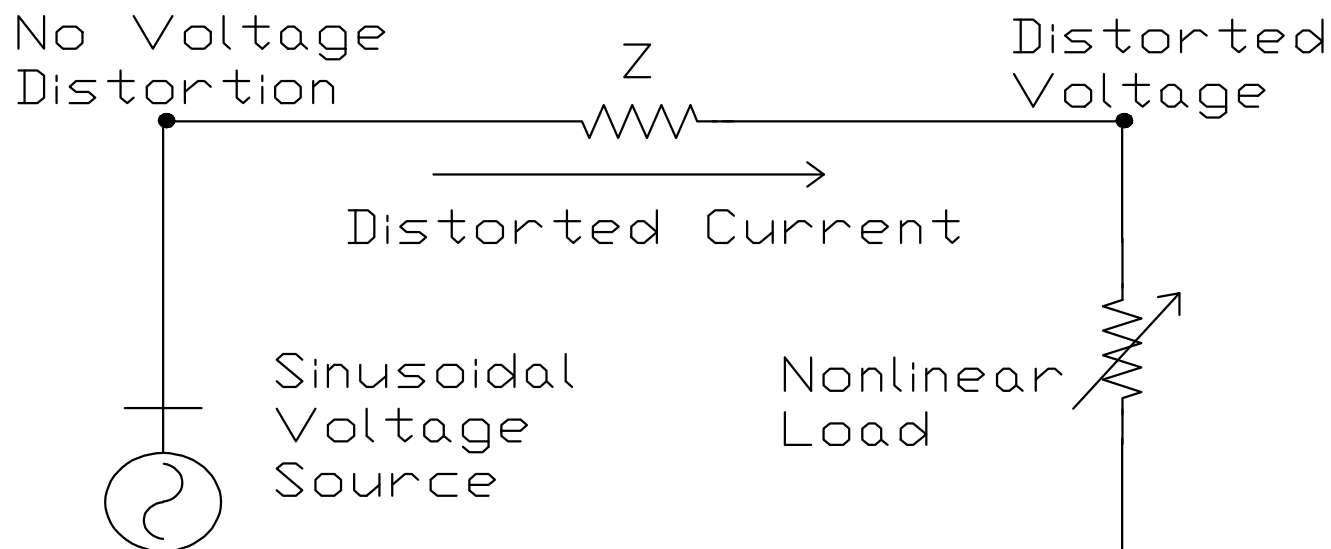 No Voltage
Distortion
Z
Distorted
Voltage
Distorted Current
Sinusoidal
Voltage
Source
Nonlinear
Load